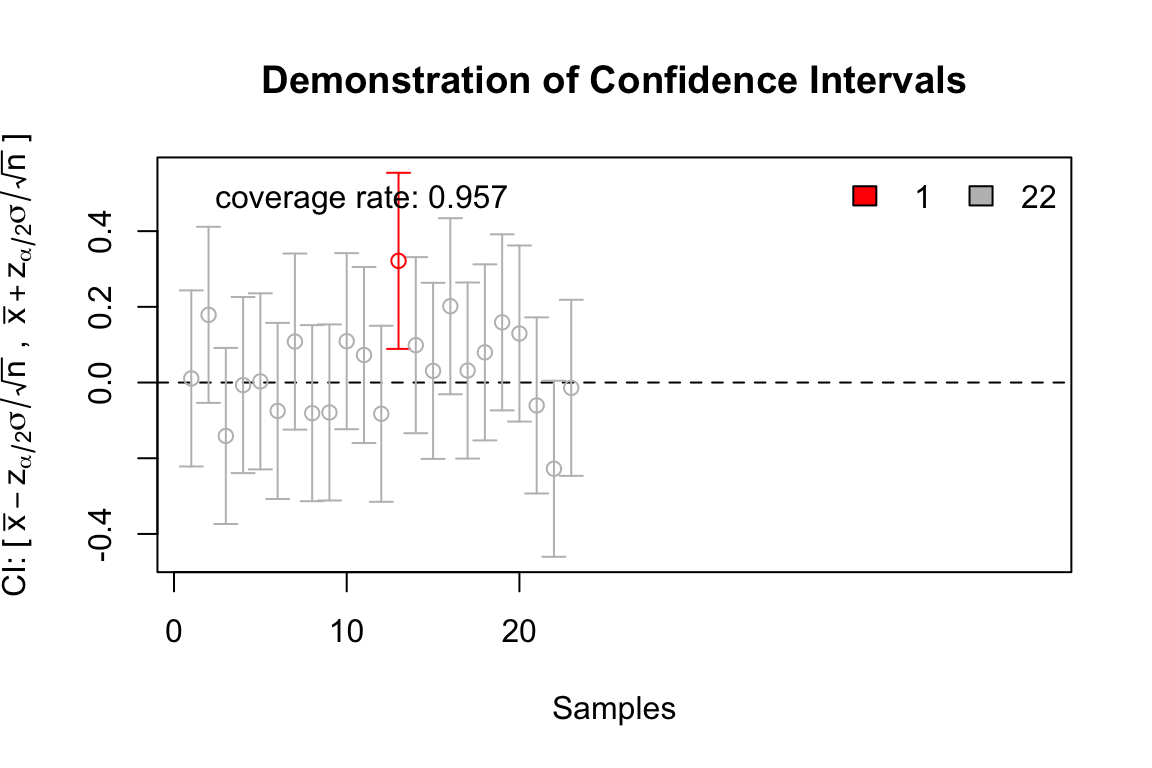 Demonstration of Confidence Intervals
CI: [ x̅ − zα/2σ/√n , x̅ + zα/2σ/√n ]
coverage rate: 0.957
1
22
0.4
0.2
0.0
-0.4
0
10
20
Samples